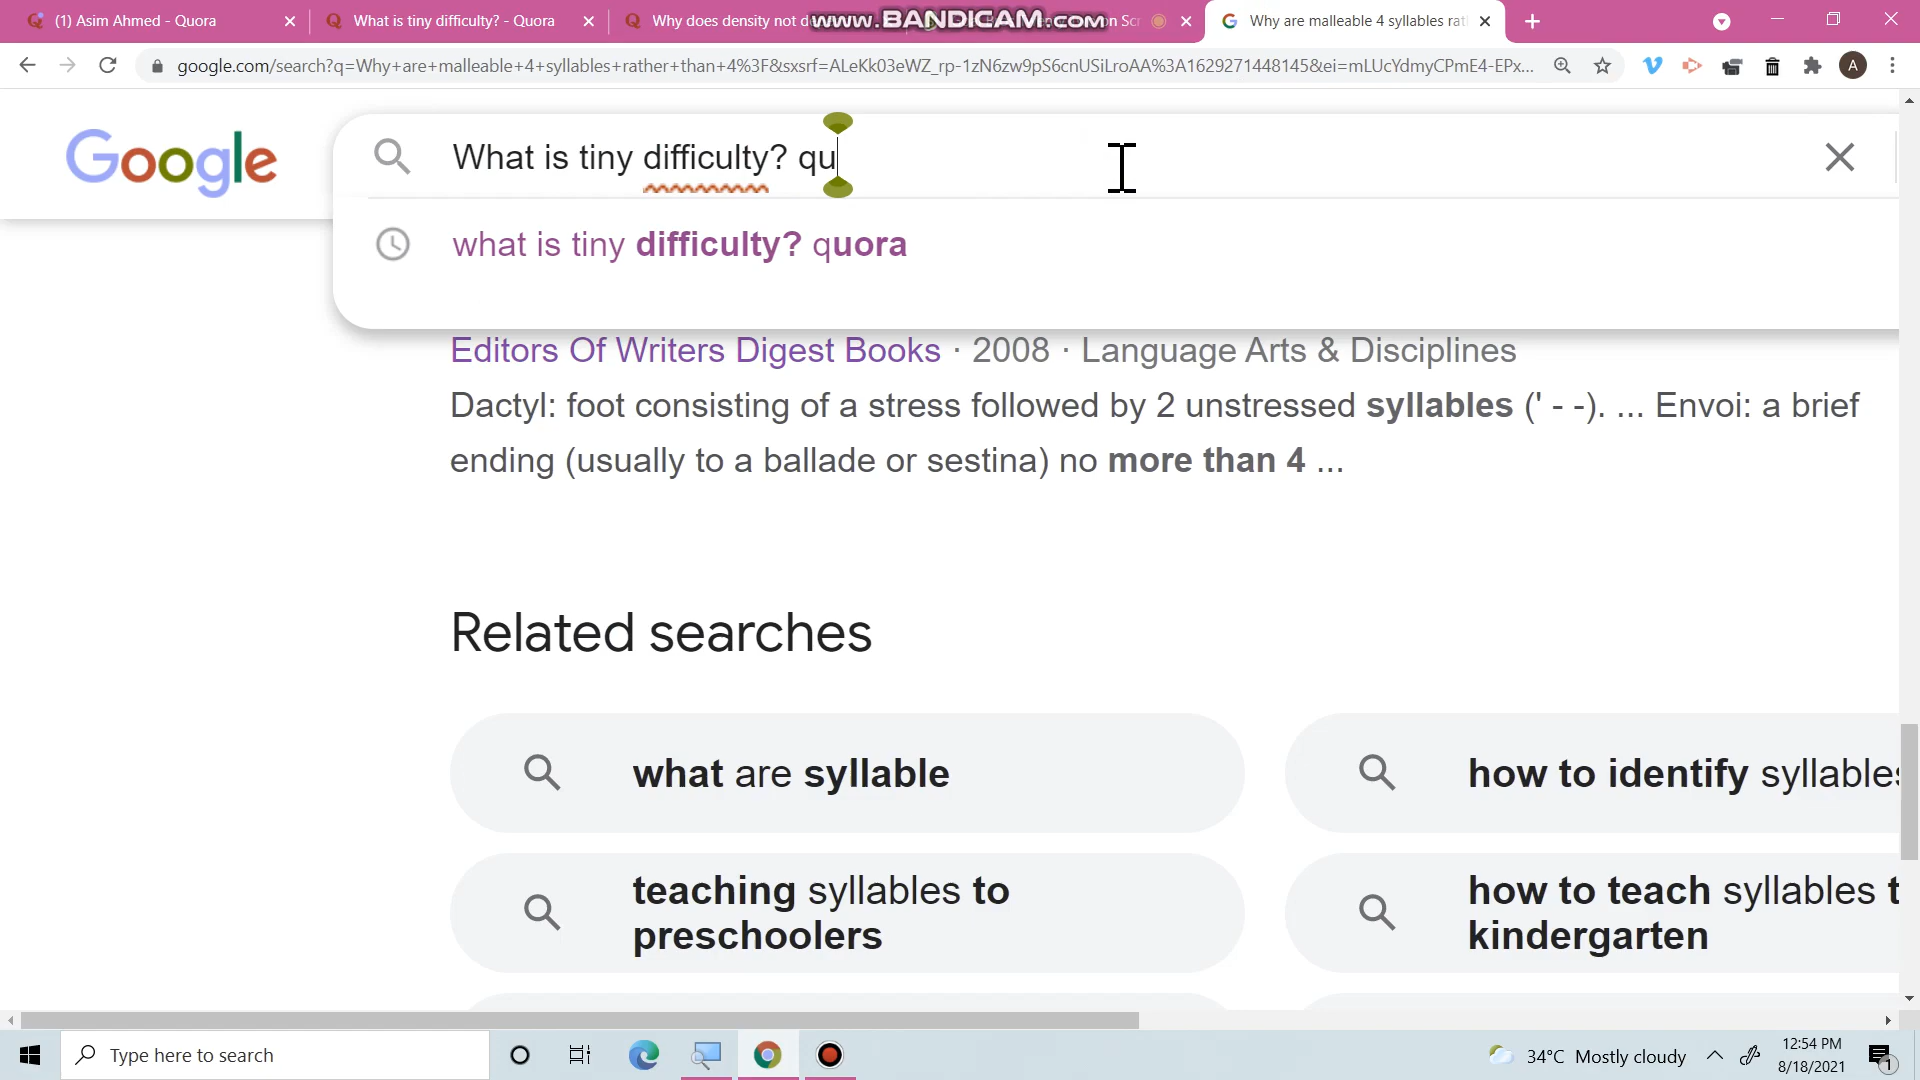 (1) Asim Ahmed - Quora
What is tiny difficulty? - Quora
Why does density not d
www.BANDICAM.com
on Scr
Why are malleable 4 syllables rat
google.com/search?q=Why+are+malleable+4+syllables+rather+than+4%3F&sxsrf=ALeKk03eWZ_rp-1zN6zw9pS6cnUSiLroAA%3A1629271448145&ei=mLUcYdmyCPmE4-EPx...
A
Google
What is tiny difficulty? qu
what is tiny difficulty? quora
Editors Of Writers Digest Books · 2008 · Language Arts & Disciplines
Dactyl: foot consisting of a stress followed by 2 unstressed syllables (' - -). ... Envoi: a brief
ending (usually to a ballade or sestina) no more than 4 ...
Related searches
what are syllable
how to identify syllables
teaching syllables to
preschoolers
how to teach syllables t
kindergarten
Type here to search
34°C Mostly cloudy
12:54 PM
8/18/2021
1